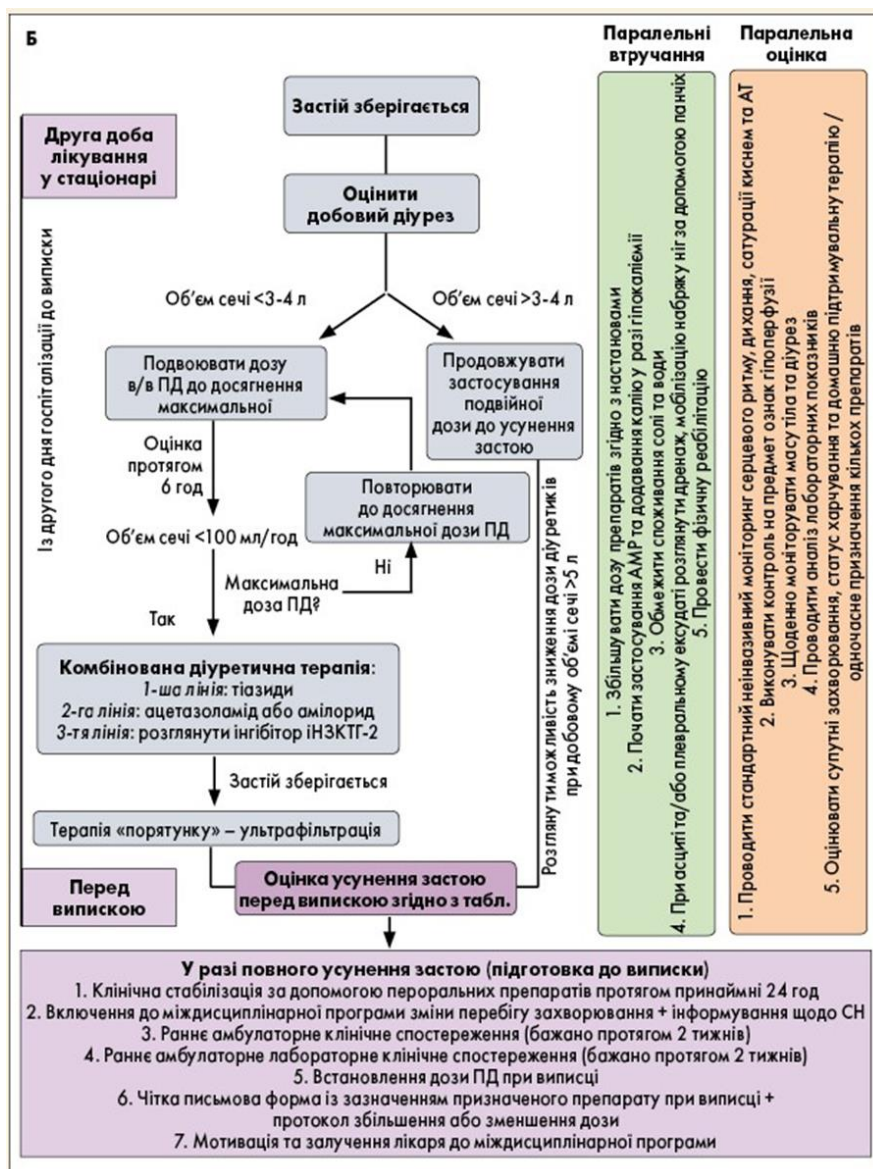 Б
Друга доба
лікування
у стаціонарі
Із другого дня госпіталізації до виписки
Застій зберігається
Оцінити
добовий діурез
Об’єм сечі <3-4 л
Об’єм сечі >3-4 л
Подвоювати дозу
в/в ПД до досягнення
максимальної
Продовжувати
застосування
подвійної
дози до усунення
застою
Оцінка
протягом
6 год
Повторювати
до досягнення
максимальної дози ПД
Об’єм сечі <100 мл/год
Ні
Максимальна
доза ПД?
Так
Комбінована діуретична терапія:
1-ша лінія: тіазиди
2-га лінія: ацетазоламід або амілорид
3-тя лінія: розглянути інгібітор іНЗКТГ-2
Застій зберігається
Терапія «порятунку» – ультрафільтрація
Розглянути можливість зниження дози діуретиків
при добовому об’ємі сечі >5 л
Перед
випискою
Оцінка усунення застою
перед випискою згідно з табл.
Паралельні
втручання
1. Збільшувати дозу препаратів згідно з настановами
2. Почати застосування АМР та додавання калію у разі гіпокаліємії
3. Обмежити споживання солі та води
4. При асциті та/або плевральному ексудаті розглянути дренаж, мобілізацію набряку ніг за допомогою панчіх
5. Провести фізичну реабілітацію
Паралельна
оцінка
1. Проводити стандартний неінвазивний моніторинг серцевого ритму, дихання, сатурації киснем та АТ
2. Виконувати контроль на предмет ознак гіпоперфузії
3. Щоденно моніторувати масу тіла та діурез
4. Проводити аналіз лабораторних показників
5. Оцінювати супутні захворювання, статус харчування та домашню підтримувальну терапію /
одночасне призначення кількох препаратів
У разі повного усунення застою (підготовка до виписки)
1. Клінічна стабілізація за допомогою пероральних препаратів протягом принаймні 24 год
2. Включення до міждисциплінарної програми зміни перебігу захворювання + інформування щодо СН
3. Раннє амбулаторне клінічне спостереження (бажано протягом 2 тижнів)
4. Раннє амбулаторне лабораторне клінічне спостереження (бажано протягом 2 тижнів)
5. Встановлення дози ПД при виписці
6. Чітка письмова форма із зазначенням призначеного препарату при виписці +
протокол збільшення або зменшення дози
7. Мотивація та залучення лікаря до міждисциплінарної програми